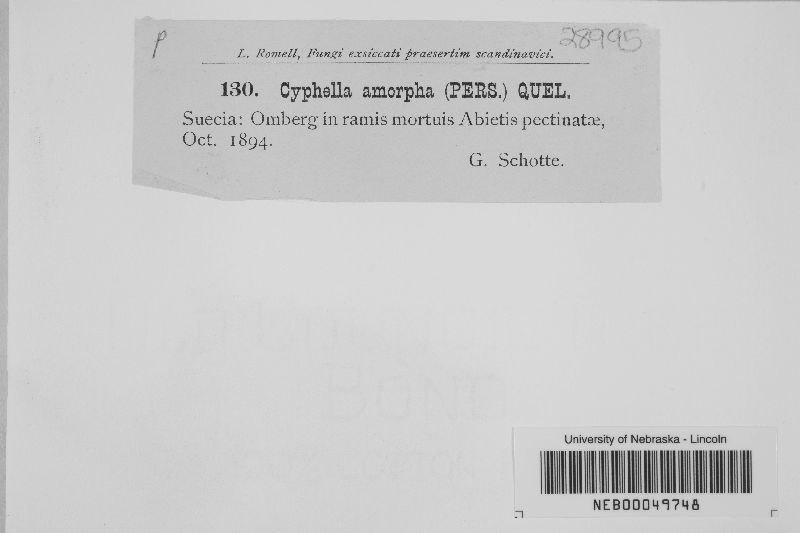 p
28995
L. Romell, Fungi exsiccati praesertim scandinavici.
130. Cyphella amorpha (PERS.) QUEL.
Suecia: Omberg in ramis mortuis Abietis pectinatæ,
Oct. 1894.
G. Schotte.
University of Nebraska - Lincoln
NEB00049748